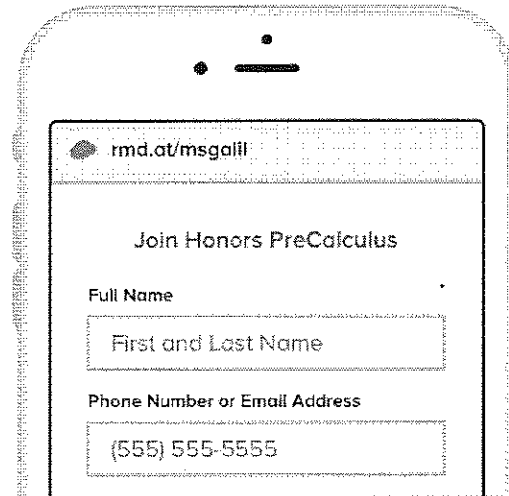 rmd.at/msgalil
Join Honors PreCalculus
Full Name
First and Last Name
Phone Number or Email Address
(555) 555-5555